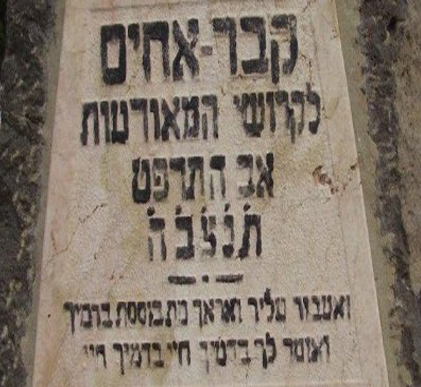 קבר-אחים
לקדושי המאורעות
אב התרפט
תׄנׄצׄבׄהׄ
ואעבור עליך ואראך מתבוססת בדמיך
ואומר לך בדמיך חיי בדמיך חיי